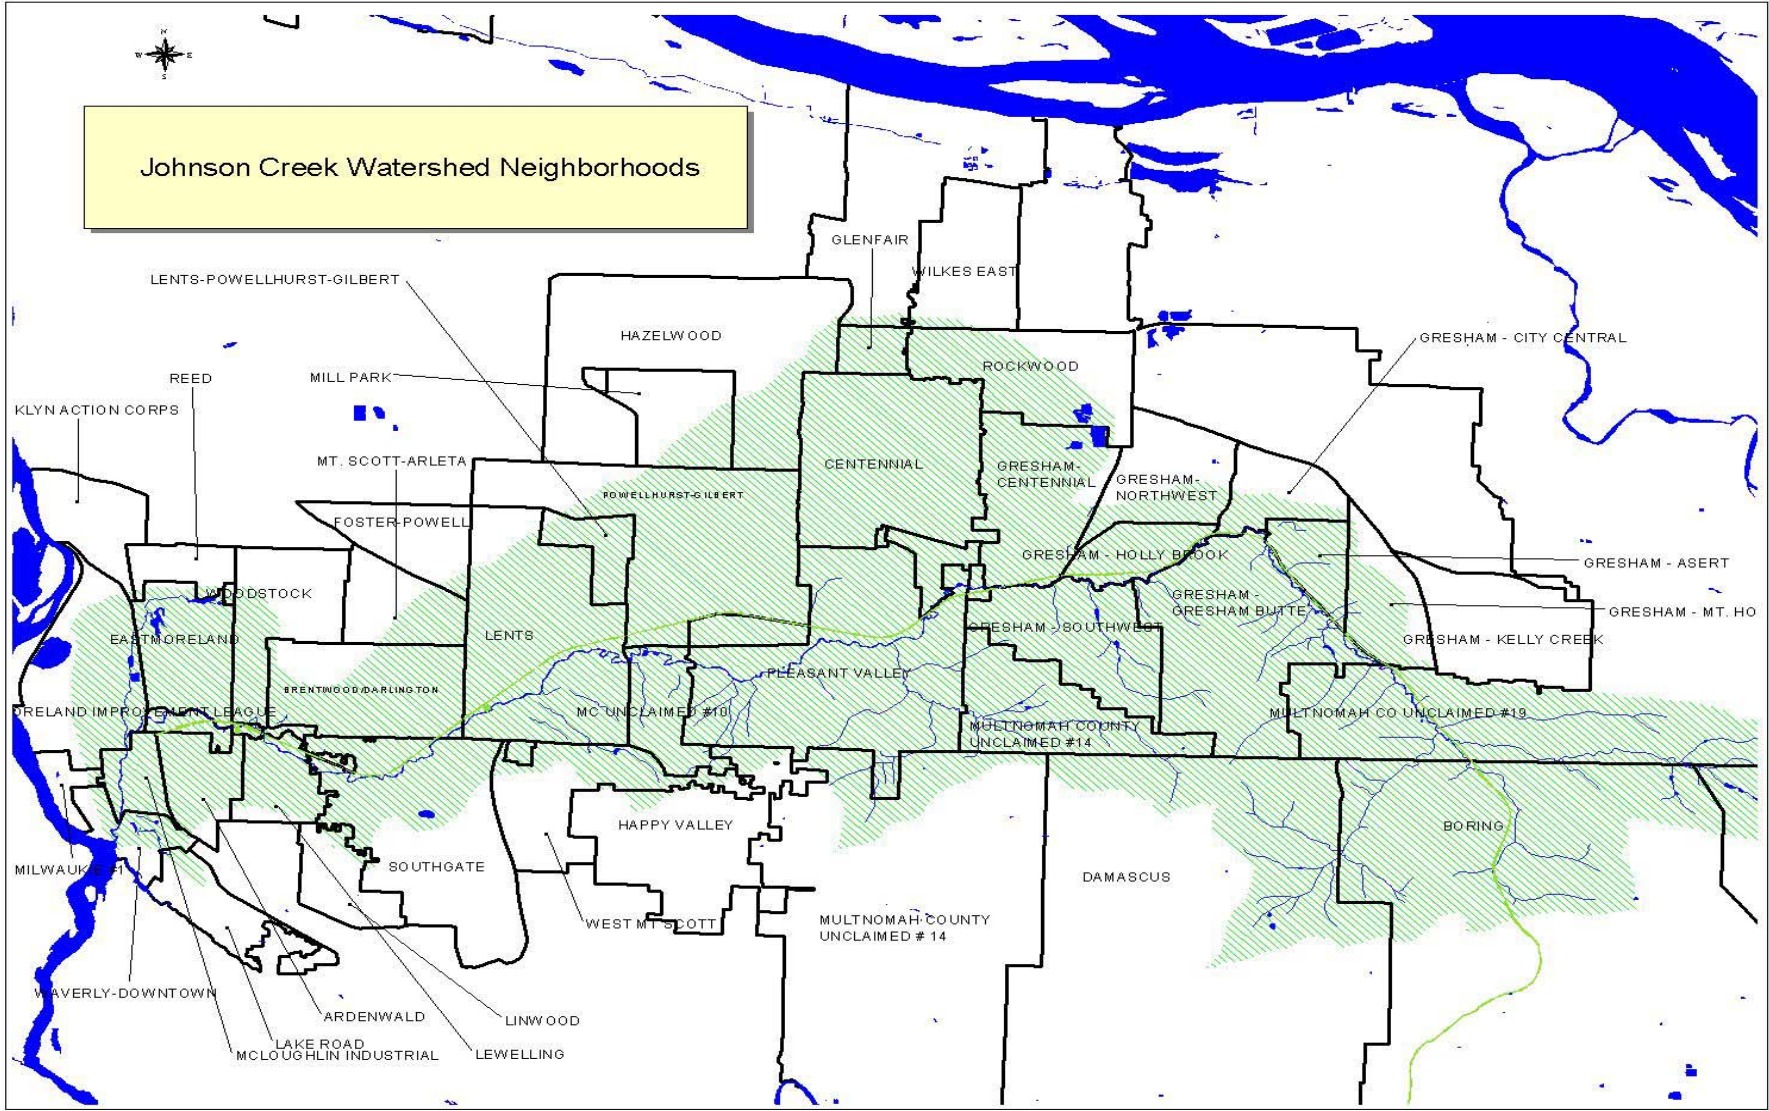 N
W E
S
Johnson Creek Watershed Neighborhoods
GLENFAIR
WILKES EAST
LENTS-POWELLHURST-GILBERT
HAZELWOOD
GRESHAM - CITY CENTRAL
ROCKWOOD
REED
MILL PARK
KLYN ACTION CORPS
MT. SCOTT-ARLETA
CENTENNIAL
GRESHAM-
CENTENNIAL
GRESHAM-
NORTHWEST
POWELLHURST-GILBERT
FOSTER-POWELL
GRESHAM - HOLLY BROOK
GRESHAM - ASERT
WOODSTOCK
GRESHAM -
GRESHAM BUTTE
GRESHAM - MT. HO
EASTMORELAND
LENTS
GRESHAM - SOUTHWEST
GRESHAM - KELLY CREEK
PLEASANT VALLEY
BRENTWOOD/DARLINGTON
ORELAND IMPROVEMENT LEAGUE
MC UNCLAIMED #10
MULTNOMAH COUNTY
UNCLAIMED #14
MULTNOMAH CO UNCLAIMED #19
HAPPY VALLEY
BORING
MILWAUKIE #1
SOUTHGATE
DAMASCUS
WEST MT SCOTT
MULTNOMAH COUNTY
UNCLAIMED # 14
WAVERLY-DOWNTOWN
ARDENWALD
LINWOOD
LAKE ROAD
MCLOUGHLIN INDUSTRIAL
LEWELLING